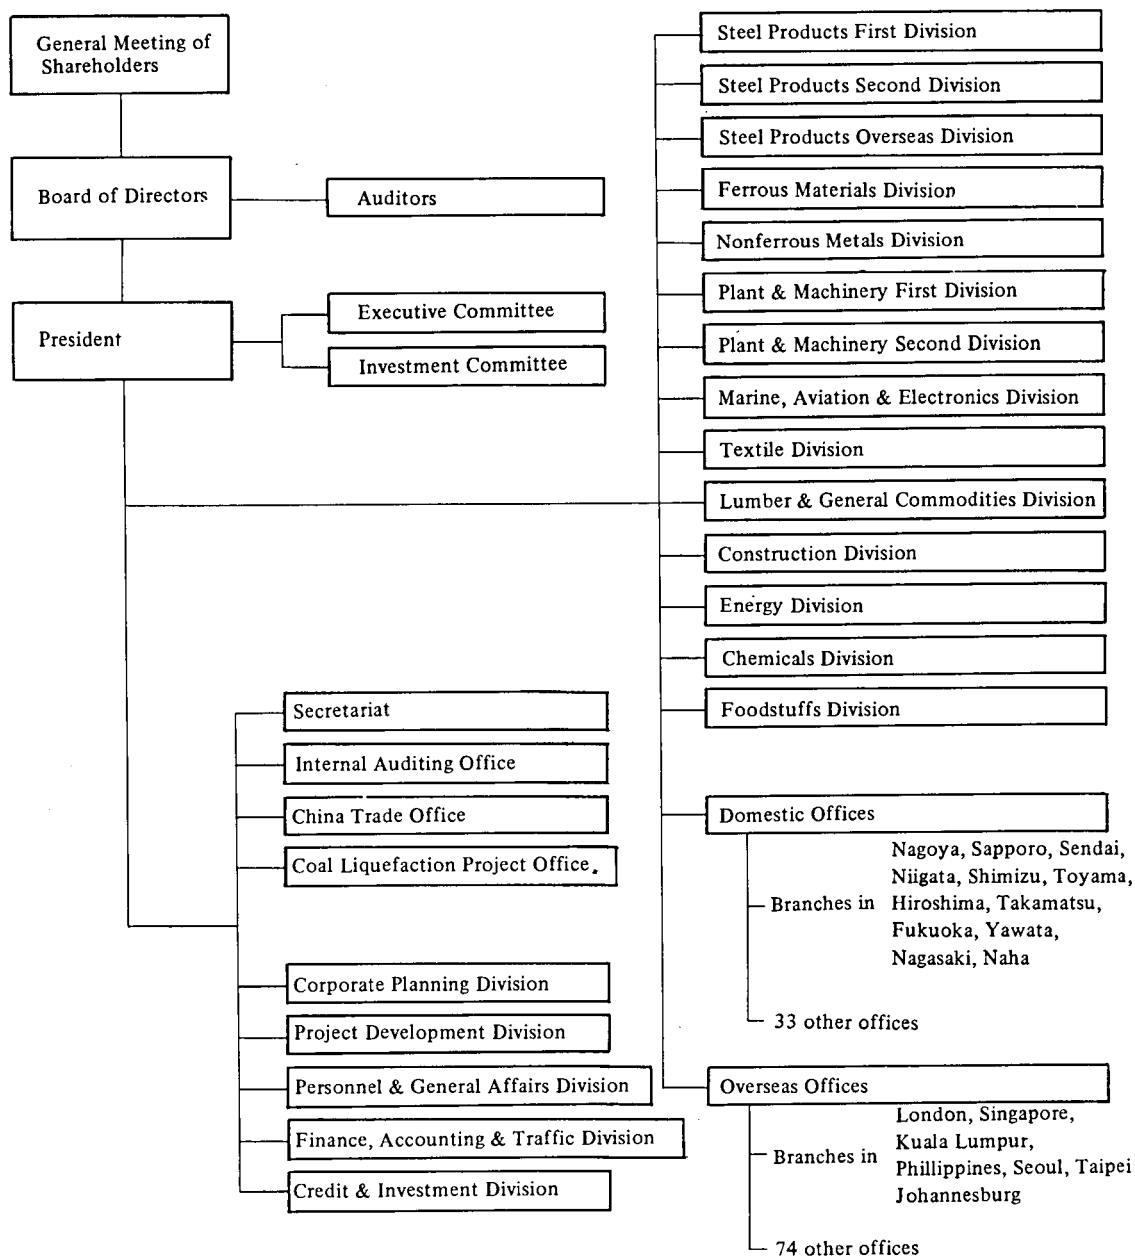 General Meeting of
Shareholders
Board of Directors
Auditors
President
Executive Committee
Investment Committee
Secretariat
Internal Auditing Office
China Trade Office
Coal Liquefaction Project Office.
Corporate Planning Division
Project Development Division
Personnel & General Affairs Division
Finance, Accounting & Traffic Division
Credit & Investment Division
Steel Products First Division
Steel Products Second Division
Steel Products Overseas Division
Ferrous Materials Division
Nonferrous Metals Division
Plant & Machinery First Division
Plant & Machinery Second Division
Marine, Aviation & Electronics Division
Textile Division
Lumber & General Commodities Division
Construction Division
Energy Division
Chemicals Division
Foodstuffs Division
Domestic Offices
Branches in
Nagoya, Sapporo, Sendai,
Niigata, Shimizu, Toyama,
Hiroshima, Takamatsu,
Fukuoka, Yawata,
Nagasaki, Naha
33 other offices
Overseas Offices
Branches in
London, Singapore,
Kuala Lumpur,
Phillippines, Seoul, Taipei
Johannesburg
74 other offices